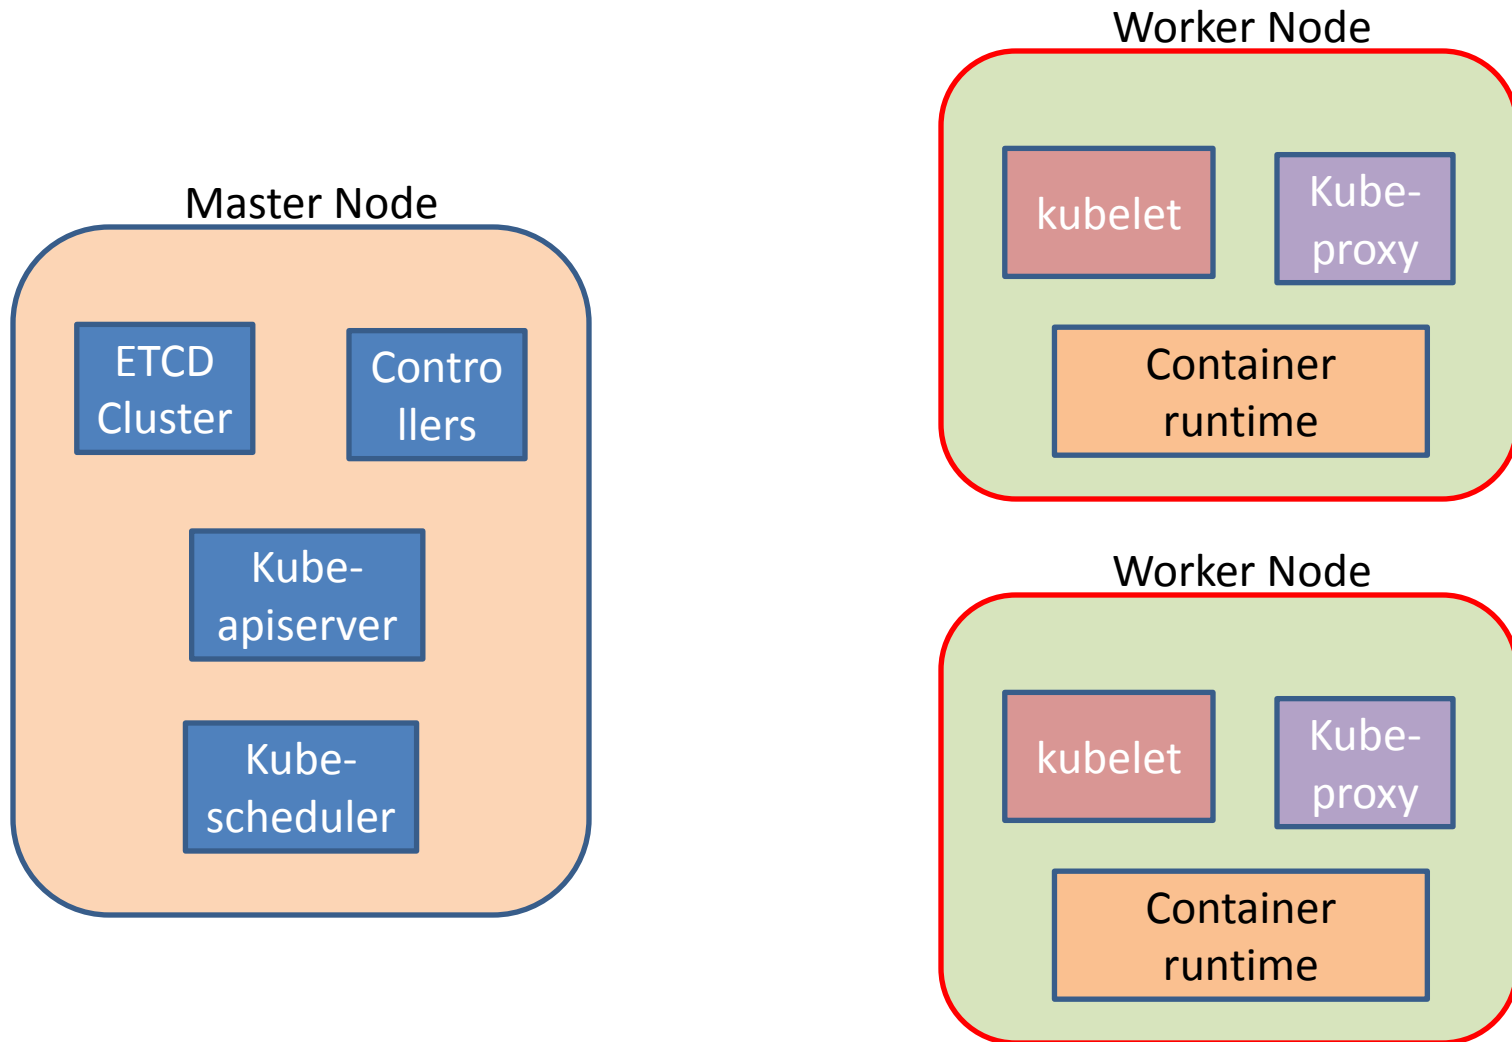 Master Node
ETCD
Cluster
Contro
llers
Kube-
apiserver
Kube-
scheduler
Worker Node
kubelet
Kube-
proxy
Container
runtime
Worker Node
kubelet
Kube-
proxy
Container
runtime